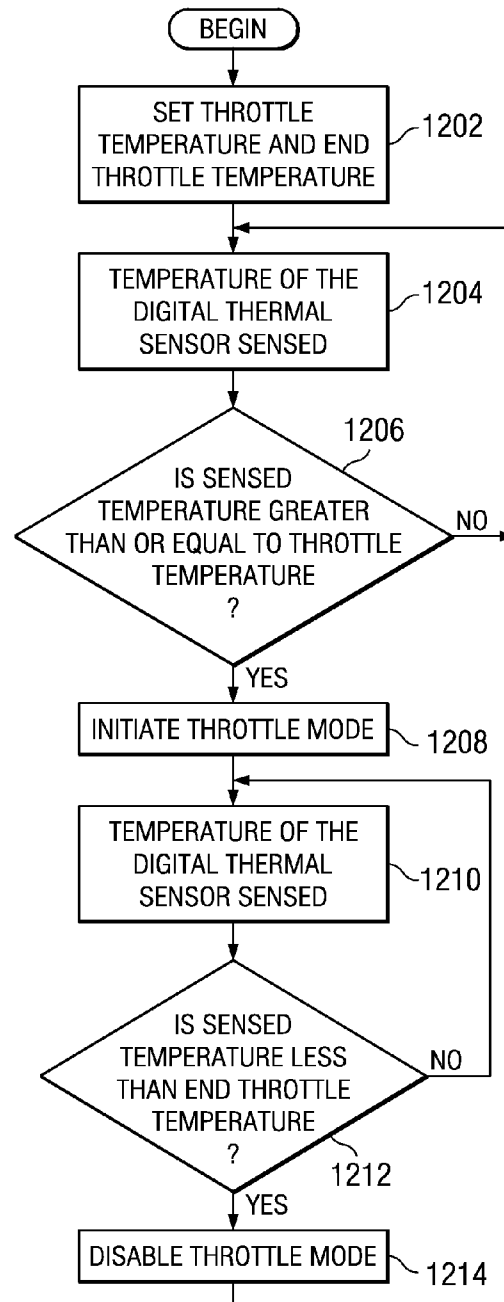 BEGIN
SET THROTTLE
TEMPERATURE AND END
THROTTLE TEMPERATURE
1202
TEMPERATURE OF THE
DIGITAL THERMAL
SENSOR SENSED
1204
1206
IS SENSED
TEMPERATURE GREATER
THAN OR EQUAL TO THROTTLE
TEMPERATURE
?
NO
YES
INITIATE THROTTLE MODE
1208
TEMPERATURE OF THE
DIGITAL THERMAL
SENSOR SENSED
1210
IS SENSED
TEMPERATURE LESS
THAN END THROTTLE
TEMPERATURE
?
NO
1212
YES
DISABLE THROTTLE MODE
1214